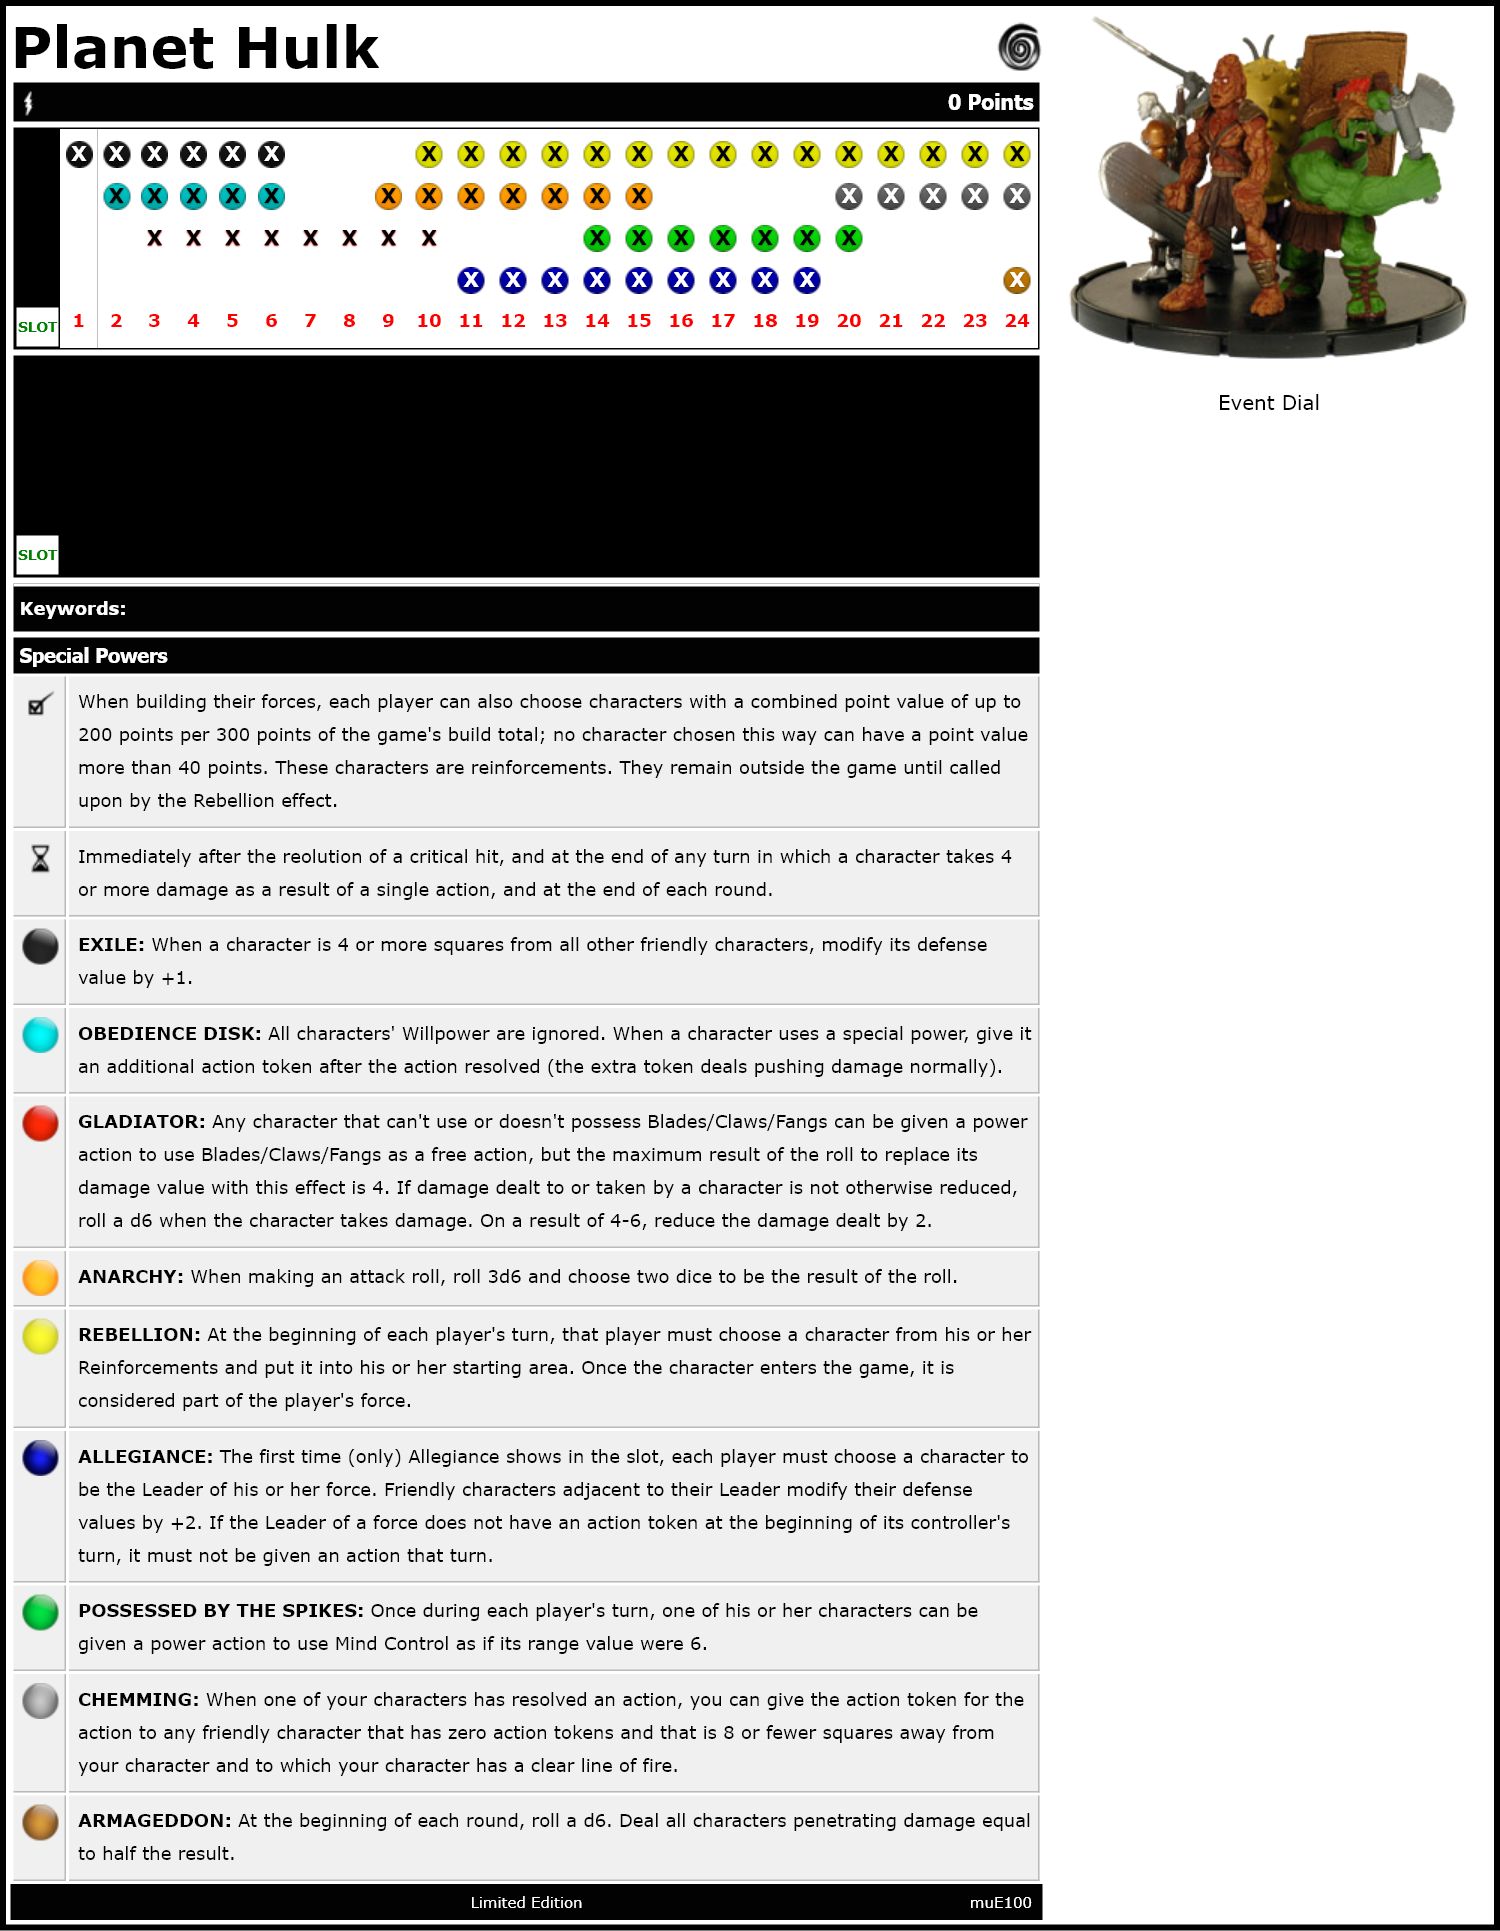 Planet Hulk
0 Points
X X X X X X X X X X X X X X X X X X X X X
X X X X X X X X X X X X X X X X X
X X X X X X X X X X X X X X X
X X X X X X X X X X
SLOT 1 2 3 4 5 6 7 8 9 10 11 12 13 14 15 16 17 18 19 20 21 22 23 24
Event Dial
SLOT
Keywords:
Special Powers
When building their forces, each player can also choose characters with a combined point value of up to
200 points per 300 points of the game's build total; no character chosen this way can have a point value
more than 40 points. These characters are reinforcements. They remain outside the game until called
upon by the Rebellion effect.
Immediately after the reolution of a critical hit, and at the end of any turn in which a character takes 4
or more damage as a result of a single action, and at the end of each round.
EXILE: When a character is 4 or more squares from all other friendly characters, modify its defense
value by +1.
OBEDIENCE DISK: All characters' Willpower are ignored. When a character uses a special power, give it
an additional action token after the action resolved (the extra token deals pushing damage normally).
GLADIATOR: Any character that can't use or doesn't possess Blades/Claws/Fangs can be given a power
action to use Blades/Claws/Fangs as a free action, but the maximum result of the roll to replace its
damage value with this effect is 4. If damage dealt to or taken by a character is not otherwise reduced,
roll a d6 when the character takes damage. On a result of 4-6, reduce the damage dealt by 2.
ANARCHY: When making an attack roll, roll 3d6 and choose two dice to be the result of the roll.
REBELLION: At the beginning of each player's turn, that player must choose a character from his or her
Reinforcements and put it into his or her starting area. Once the character enters the game, it is
considered part of the player's force.
ALLEGIANCE: The first time (only) Allegiance shows in the slot, each player must choose a character to
be the Leader of his or her force. Friendly characters adjacent to their Leader modify their defense
values by +2. If the Leader of a force does not have an action token at the beginning of its controller's
turn, it must not be given an action that turn.
POSSESSED BY THE SPIKES: Once during each player's turn, one of his or her characters can be
given a power action to use Mind Control as if its range value were 6.
CHEMMING: When one of your characters has resolved an action, you can give the action token for the
action to any friendly character that has zero action tokens and that is 8 or fewer squares away from
your character and to which your character has a clear line of fire.
ARMAGEDDON: At the beginning of each round, roll a d6. Deal all characters penetrating damage equal
to half the result.
Limited Edition muE100